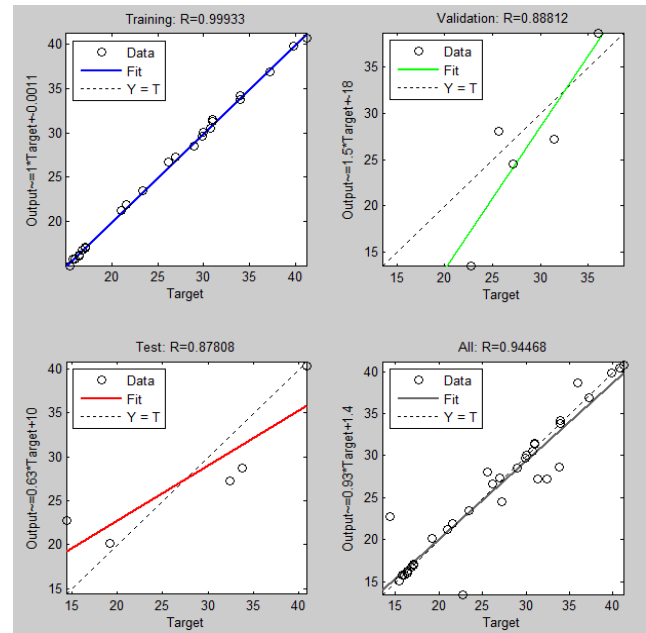 Training: R=0.99933
Output~=1*Target+0.0011
40
35
30
25
20
Data
Fit
Y = T
20
25
30
35
40
Target
Validation: R=0.88812
Output~=1.5*Target+-18
35
30
25
20
15
Data
Fit
Y = T
15
20
25
30
35
Target
Test: R=0.87808
Output~=0.63*Target+10
40
35
30
25
20
15
Data
Fit
Y = T
15
20
25
30
35
40
Target
All: R=0.94468
Output~=0.93*Target+1.4
40
35
30
25
20
15
Data
Fit
Y = T
15
20
25
30
35
40
Target